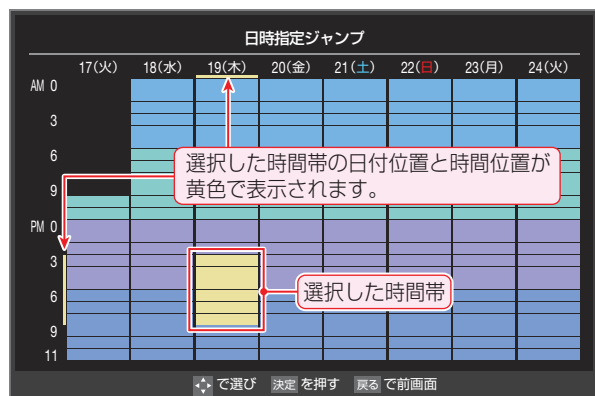 日時指定ジャンプ
17(火) 18(水) 19(木) 20(金) 21(土) 22(日) 23(月) 24(火)
AM 0
3
6
選択した時間帯の日付位置と時間位置が
黄色で表示されます。
9
PM 0
3
選択した時間帯
6
9
11
で選び 決定 を押す 戻る で前画面